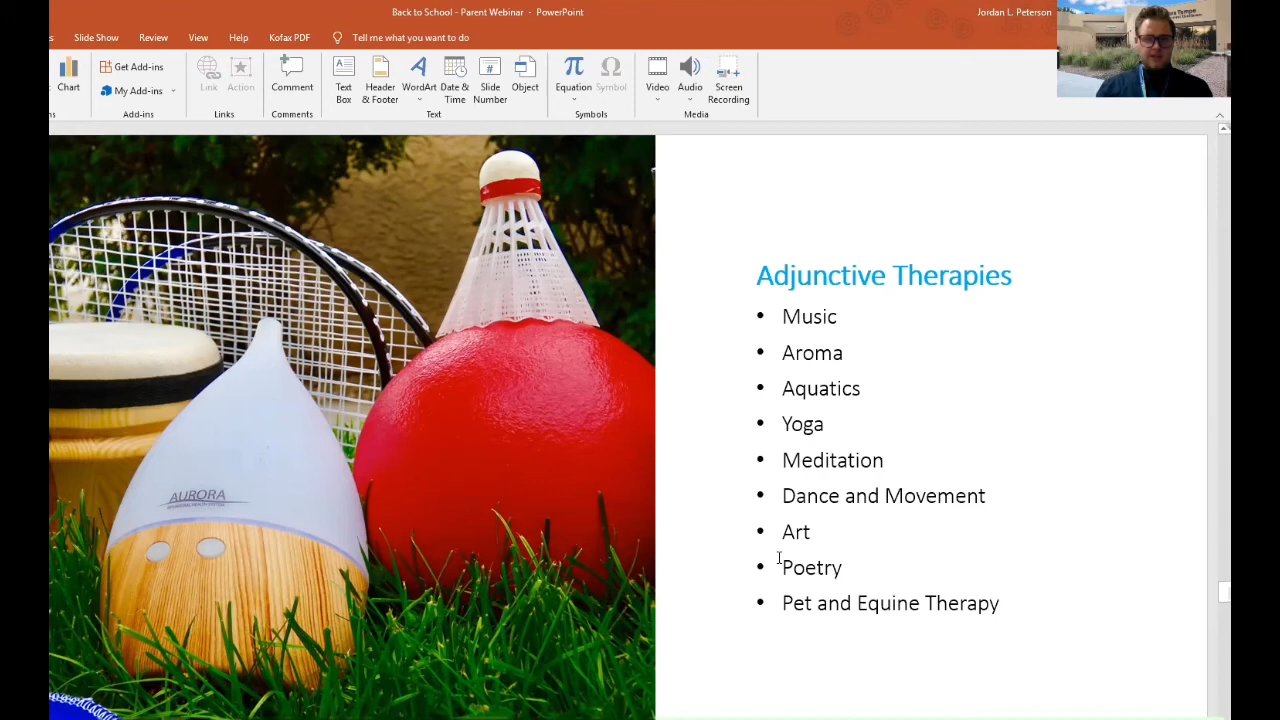 Back to School - Parent Webinar - PowerPoint
Jordan L. Peterson
Slide Show Review View Help Kofax PDF Tell me what you want to do
Chart
Get Add-ins
My Add-ins
Add-ins
Link
Action
Links
Comment
Comments
Text
Box
Header
& Footer
WordArt
Date &
Time
Slide
Number
Object
Text
π
Equation
Ω
Symbol
Symbols
Video
Audio
Screen
Recording
Media
AURORA
Adjunctive Therapies
• Music
• Aroma
• Aquatics
• Yoga
• Meditation
• Dance and Movement
• Art
• Poetry
• Pet and Equine Therapy